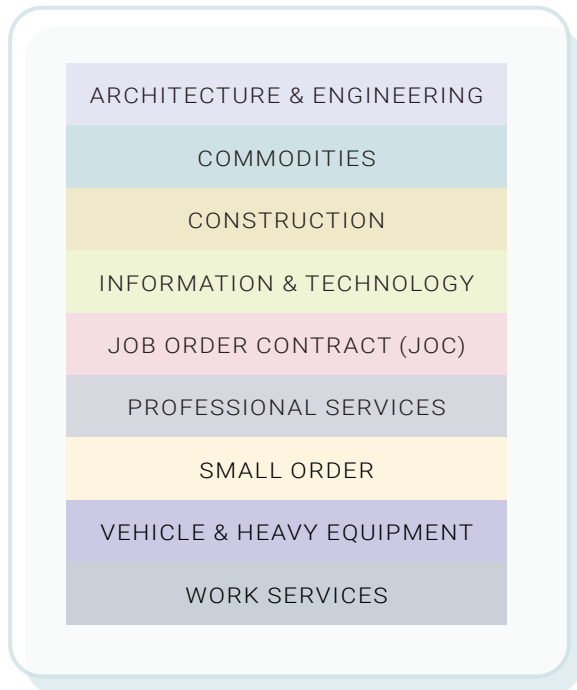 ARCHITECTURE & ENGINEERING
COMMODITIES
CONSTRUCTION
INFORMATION & TECHNOLOGY
JOB ORDER CONTRACT (JOC)
PROFESSIONAL SERVICES
SMALL ORDER
VEHICLE & HEAVY EQUIPMENT
WORK SERVICES